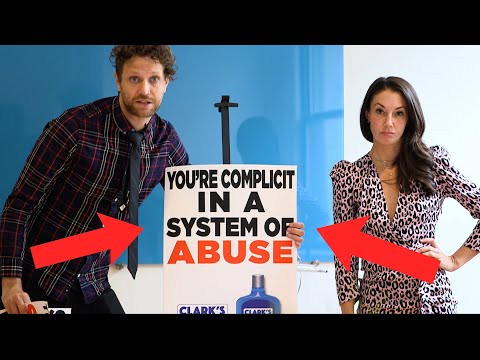 YOU'RE COMPLICIT
IN A
SYSTEM OF
ABUSE
CLARK'S
CLARK'S